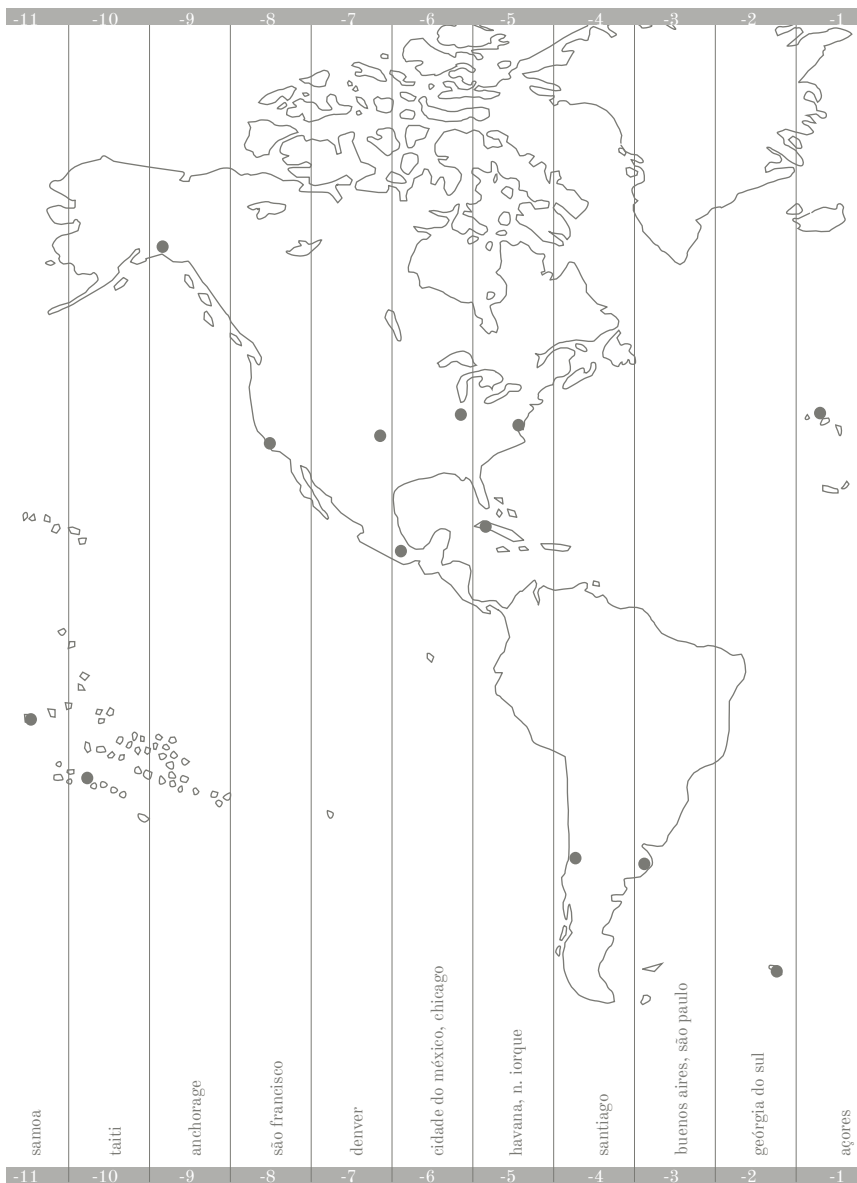 -11 -10 -9 -8 -7 -6 -5 -4 -3 -2 -1
samoa
taiti
anchorage
são francisco
denver
cidade do méxico, chicago
havana, n. iorque
santiago
buenos aires, são paulo
geórgia do sul
açores
-11 -10 -9 -8 -7 -6 -5 -4 -3 -2 -1